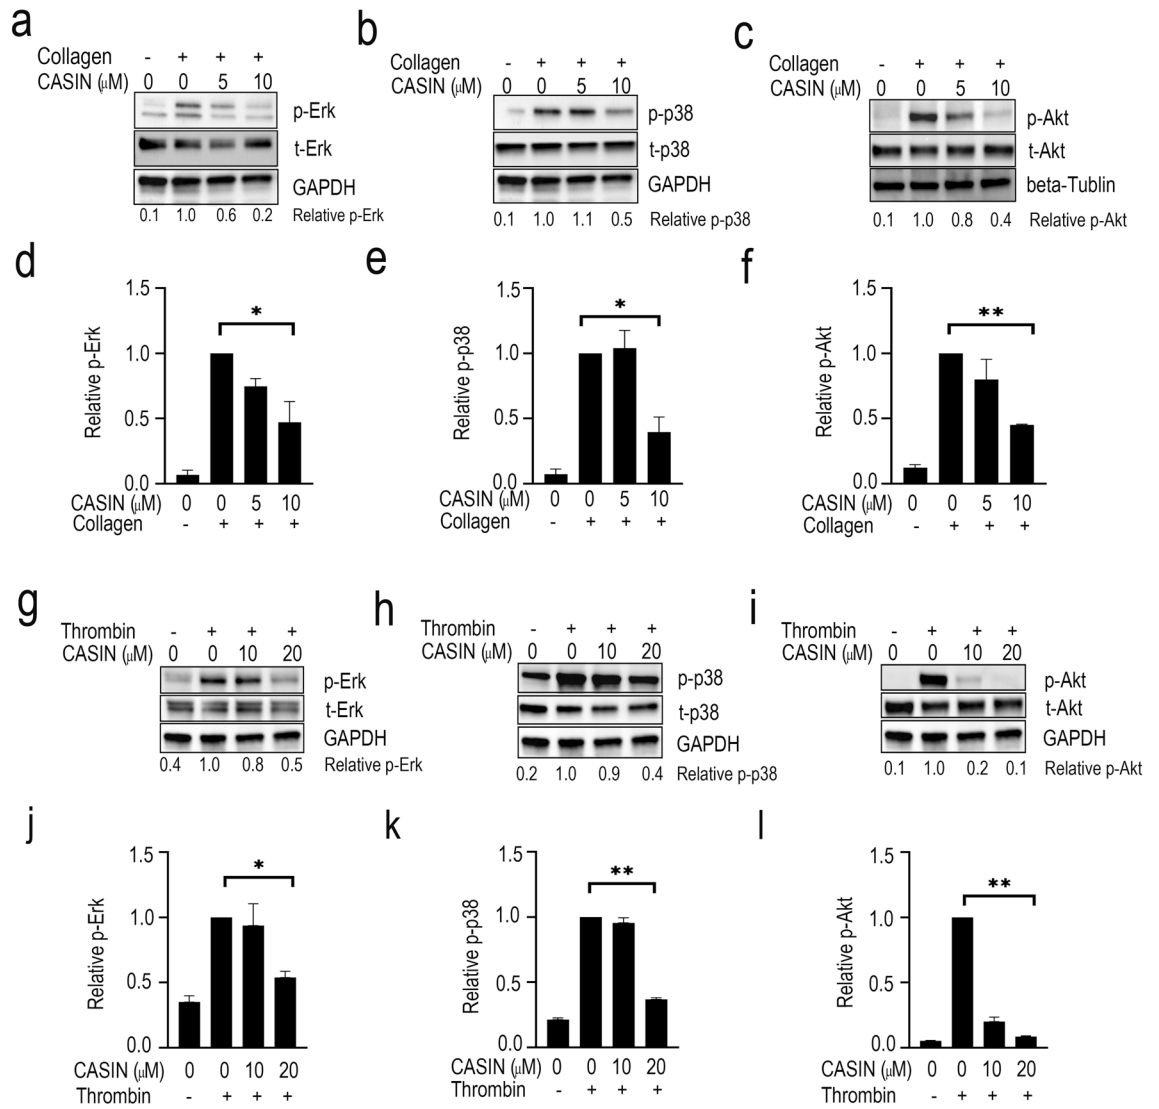 a
Collagen - + + +
CASIN (μM) 0 0 5 10
p-Erk
t-Erk
GAPDH
0.1 1.0 0.6 0.2 Relative p-Erk
b
Collagen - + + +
CASIN (μM) 0 0 5 10
p-p38
t-p38
GAPDH
0.1 1.0 1.1 0.5 Relative p-p38
c
Collagen - + + +
CASIN (μM) 0 0 5 10
p-Akt
t-Akt
beta-Tublin
0.1 1.0 0.8 0.4 Relative p-Akt
d
Relative p-Erk
1.5
1.0
0.5
0.0
*
CASIN (μM) 0 0 5 10
Collagen - + + +
e
Relative p-p38
1.5
1.0
0.5
0.0
*
CASIN (μM) 0 0 5 10
Collagen - + + +
f
Relative p-Akt
1.5
1.0
0.5
0.0
**
CASIN (μM) 0 0 5 10
Collagen - + + +
g
Thrombin - + + +
CASIN (μM) 0 0 10 20
p-Erk
t-Erk
GAPDH
0.4 1.0 0.8 0.5 Relative p-Erk
h
Thrombin - + + +
CASIN (μM) 0 0 10 20
p-p38
t-p38
GAPDH
0.2 1.0 0.9 0.4 Relative p-p38
i
Thrombin - + + +
CASIN (μM) 0 0 10 20
p-Akt
t-Akt
GAPDH
0.1 1.0 0.2 0.1 Relative p-Akt
j
Relative p-Erk
1.5
1.0
0.5
0.0
*
CASIN (μM) 0 0 10 20
Thrombin - + + +
k
Relative p-p38
1.5
1.0
0.5
0.0
**
CASIN (μM) 0 0 10 20
Thrombin - + + +
l
Relative p-Akt
1.5
1.0
0.5
0.0
**
CASIN (μM) 0 0 10 20
Thrombin - + + +